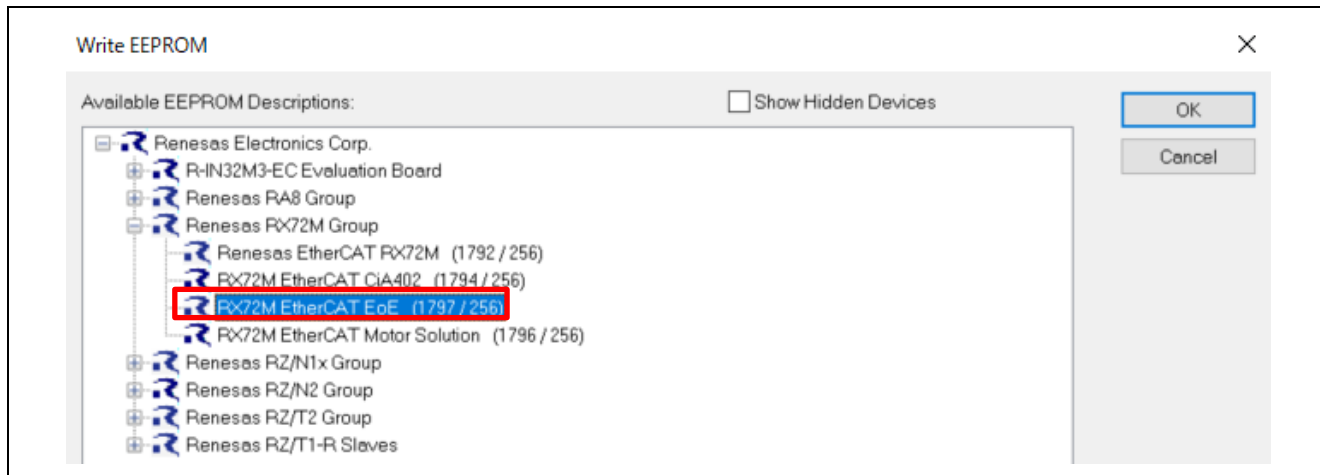 Write EEPROM
Available EEPROM Descriptions:
Show Hidden Devices
OK
Cancel
Renesas Electronics Corp.
R-IN32M3-EC Evaluation Board
Renesas RA8 Group
Renesas RX72M Group
Renesas EtherCAT RX72M (1792 / 256)
RX72M EtherCAT CiA402 (1794 / 256)
RX72M EtherCAT EoE (1797 / 256)
RX72M EtherCAT Motor Solution (1796 / 256)
Renesas RZ/N1x Group
Renesas RZ/N2 Group
Renesas RZ/T2 Group
Renesas RZ/T1-R Slaves